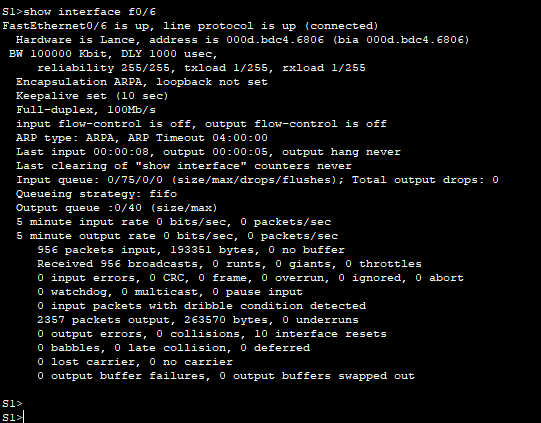 S1>show interface f0/6
FastEthernet0/6 is up, line protocol is up (connected)
Hardware is Lance, address is 000d.bdc4.6806 (bia 000d.bdc4.6806)
BW 100000 Kbit, DLY 1000 usec,
reliability 255/255, txload 1/255, rxload 1/255
Encapsulation ARPA, loopback not set
Keepalive set (10 sec)
Full-duplex, 100Mb/s
input flow-control is off, output flow-control is off
ARP type: ARPA, ARP Timeout 04:00:00
Last input 00:00:08, output 00:00:05, output hang never
Last clearing of "show interface" counters never
Input queue: 0/75/0/0 (size/max/drops/flushes); Total output drops: 0
Queueing strategy: fifo
Output queue :0/40 (size/max)
5 minute input rate 0 bits/sec, 0 packets/sec
5 minute output rate 0 bits/sec, 0 packets/sec
956 packets input, 193351 bytes, 0 no buffer
Received 956 broadcasts, 0 runts, 0 giants, 0 throttles
0 input errors, 0 CRC, 0 frame, 0 overrun, 0 ignored, 0 abort
0 watchdog, 0 multicast, 0 pause input
0 input packets with dribble condition detected
2357 packets output, 263570 bytes, 0 underruns
0 output errors, 0 collisions, 10 interface resets
0 babbles, 0 late collision, 0 deferred
0 lost carrier, 0 no carrier
0 output buffer failures, 0 output buffers swapped out
S1>
S1>